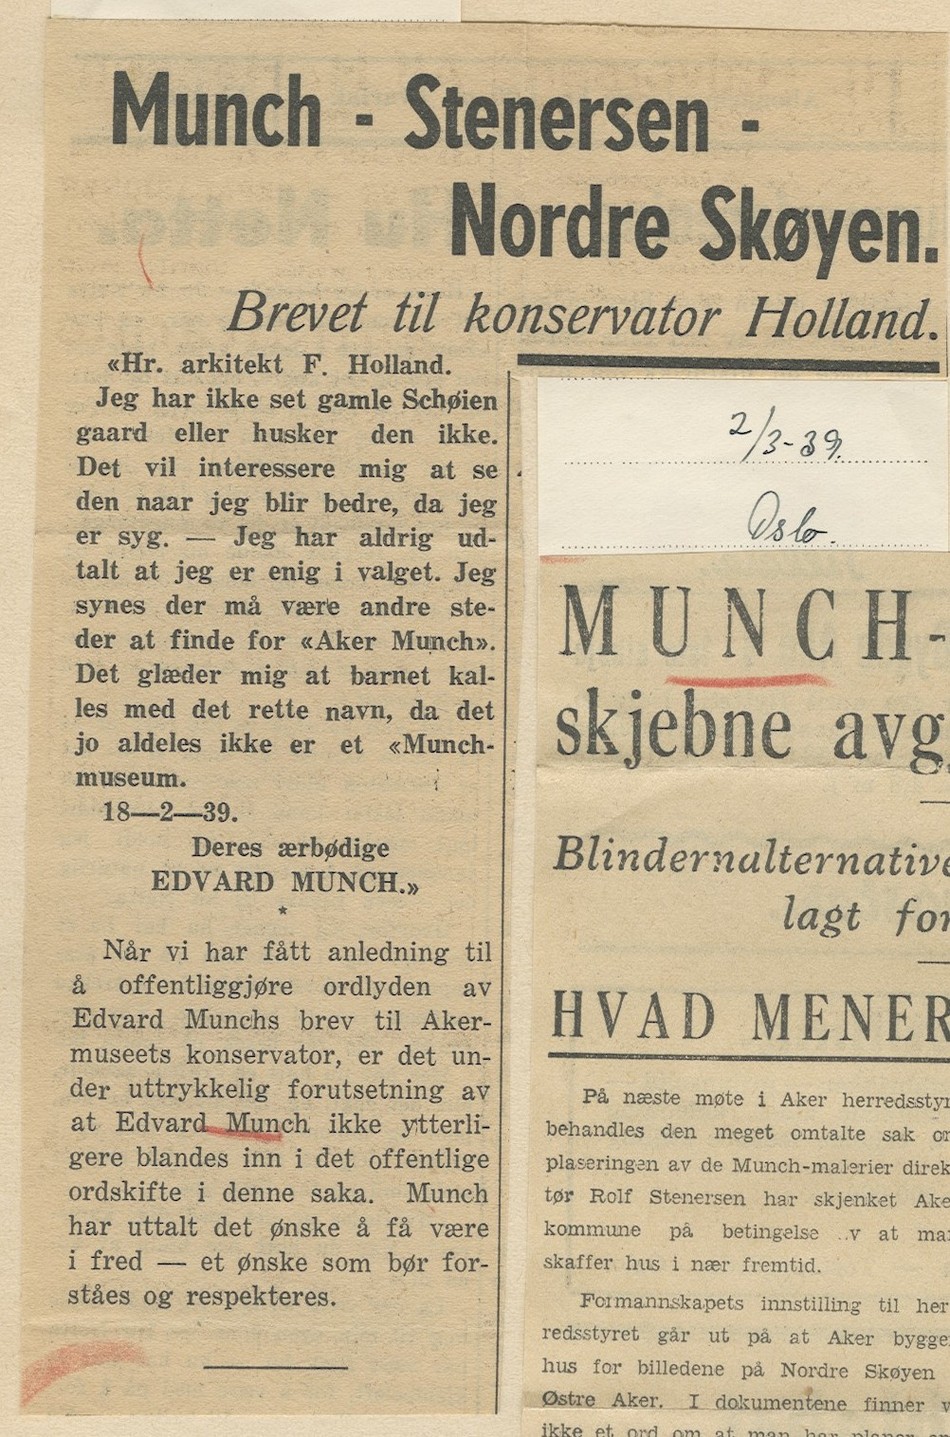 Munch - Stenersen -
Nordre Skøyen.
Brevet til konservator Holland.
«Hr. arkitekt F. Holland.
Jeg har ikke set gamle Schøien
gaard eller husker den ikke.
Det vil interessere mig at se
den naar jeg blir bedre, da jeg
er syg. — Jeg har aldrig ud-
talt at jeg er enig i valget. Jeg
synes der må være andre ste-
der at finde for «Aker Munch».
Det glæder mig at barnet kal-
les med det rette navn, da det
jo aldeles ikke er et «Munch-
museum.
18—2—39.
Deres ærbødige
EDVARD MUNCH.»
*
Når vi har fått anledning til
å offentliggjøre ordlyden av
Edvard Munchs brev til Aker-
museets konservator, er det un-
der uttrykkelig forutsetning av
at Edvard Munch ikke ytterli-
gere blandes inn i det offentlige
ordskifte i denne saka. Munch
har uttalt det ønske å få være
i fred — et ønske som bør for-
ståes og respekteres.
2/3-39.
Oslo.
MUNCH-
skjebne avg
Blindernalternative
lagt for
HVAD MENER
På næste møte i Aker herredsstyr
behandles den meget omtalte sak
plaseringen av de Munch-malerier direk
tør Rolf Stenersen har skjenket Ake
kommune på betingelse .v at ma
skaffer hus i nær fremtid.
Formannskapets innstilling til her
redsstyret går ut på at Aker bygge
hus for billedene på Nordre Skøyen
Østre Aker. I dokumentene finner v
ikke et ord om at man har planer